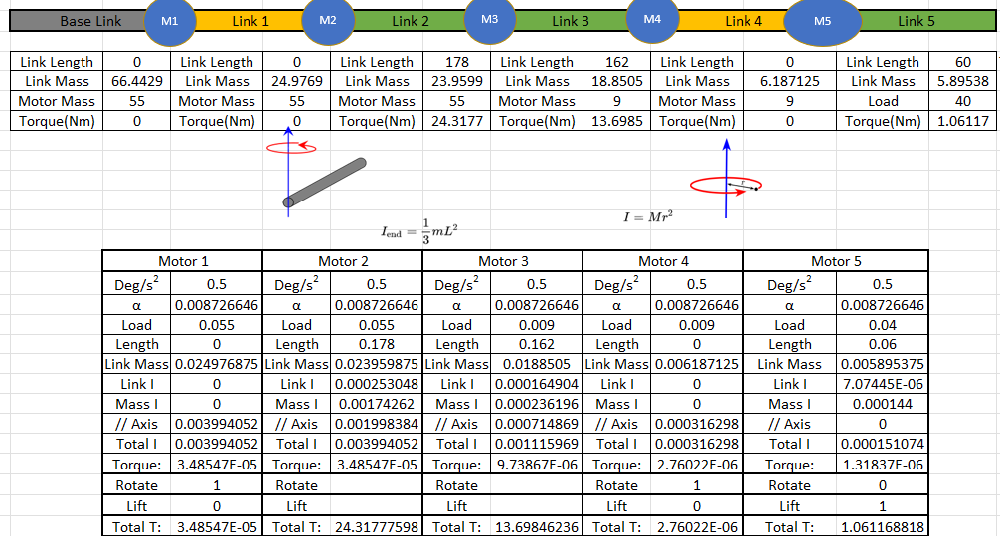 Base Link M1 Link 1 M2 Link 2 M3 Link 3 M4 Link 4 M5 Link 5
Link Length 0 Link Length 0 Link Length 178 Link Length 162 Link Length 0 Link Length 60
Link Mass 66.4429 Link Mass 24.9769 Link Mass 23.9599 Link Mass 18.8505 Link Mass 6.187125 Link Mass 5.89538
Motor Mass 55 Motor Mass 55 Motor Mass 55 Motor Mass 9 Motor Mass 9 Load 40
Torque(Nm) 0 Torque(Nm) 0 Torque(Nm) 24.3177 Torque(Nm) 13.6985 Torque(Nm) 0 Torque(Nm) 1.06117
r
I = Mr²
I_end = 1/3 mL²
Motor 1 Motor 2 Motor 3 Motor 4 Motor 5
Deg/s² 0.5 Deg/s² 0.5 Deg/s² 0.5 Deg/s² 0.5 Deg/s² 0.5
α 0.008726646 α 0.008726646 α 0.008726646 α 0.008726646 α 0.008726646
Load 0.055 Load 0.055 Load 0.009 Load 0.009 Load 0.04
Length 0 Length 0.178 Length 0.162 Length 0 Length 0.06
Link Mass 0.024976875 Link Mass 0.023959875 Link Mass 0.0188505 Link Mass 0.006187125 Link Mass 0.005895375
Link I 0 Link I 0.000253048 Link I 0.000164904 Link I 0 Link I 7.07445E-06
Mass I 0 Mass I 0.00174262 Mass I 0.000236196 Mass I 0 Mass I 0.000144
// Axis 0.003994052 // Axis 0.001998384 // Axis 0.000714869 // Axis 0.000316298 // Axis 0
Total I 0.003994052 Total I 0.003994052 Total I 0.001115969 Total I 0.000316298 Total I 0.000151074
Torque: 3.48547E-05 Torque: 3.48547E-05 Torque: 9.73867E-06 Torque: 2.76022E-06 Torque: 1.31837E-06
Rotate 1 Rotate Rotate Rotate 1 Rotate 0
Lift 0 Lift Lift Lift 0 Lift 1
Total T: 3.48547E-05 Total T: 24.31777598 Total T: 13.69846236 Total T: 2.76022E-06 Total T: 1.061168818